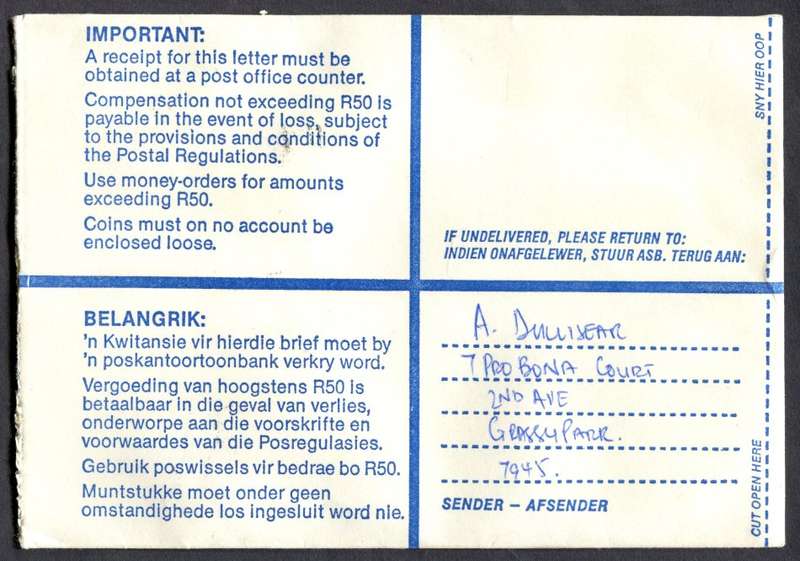 IMPORTANT:
A receipt for this letter must be
obtained at a post office counter.
Compensation not exceeding R50 is
payable in the event of loss, subject
to the provisions and conditions of
the Postal Regulations.
Use money-orders for amounts
exceeding R50.
Coins must on no account be
enclosed loose.
BELANGRIK:
'n Kwitansie vir hierdie brief moet by
'n poskantoortoonbank verkry word.
Vergoeding van hoogstens R50 is
betaalbaar in die geval van verlies,
onderworpe aan die voorskrifte en
voorwaardes van die Posregulasies.
Gebruik poswissels vir bedrae bo R50.
Muntstukke moet onder geen
omstandighede los ingesluit word nie.
SNY HIER OOP
IF UNDELIVERED, PLEASE RETURN TO:
INDIEN ONAFGELEWER, STUUR ASB. TERUG AAN:
A.
7 PRO BONA COURT
2ND AVE
GRASSY PARK.
7945.
SENDER – AFSENDER
CUT OPEN HERE